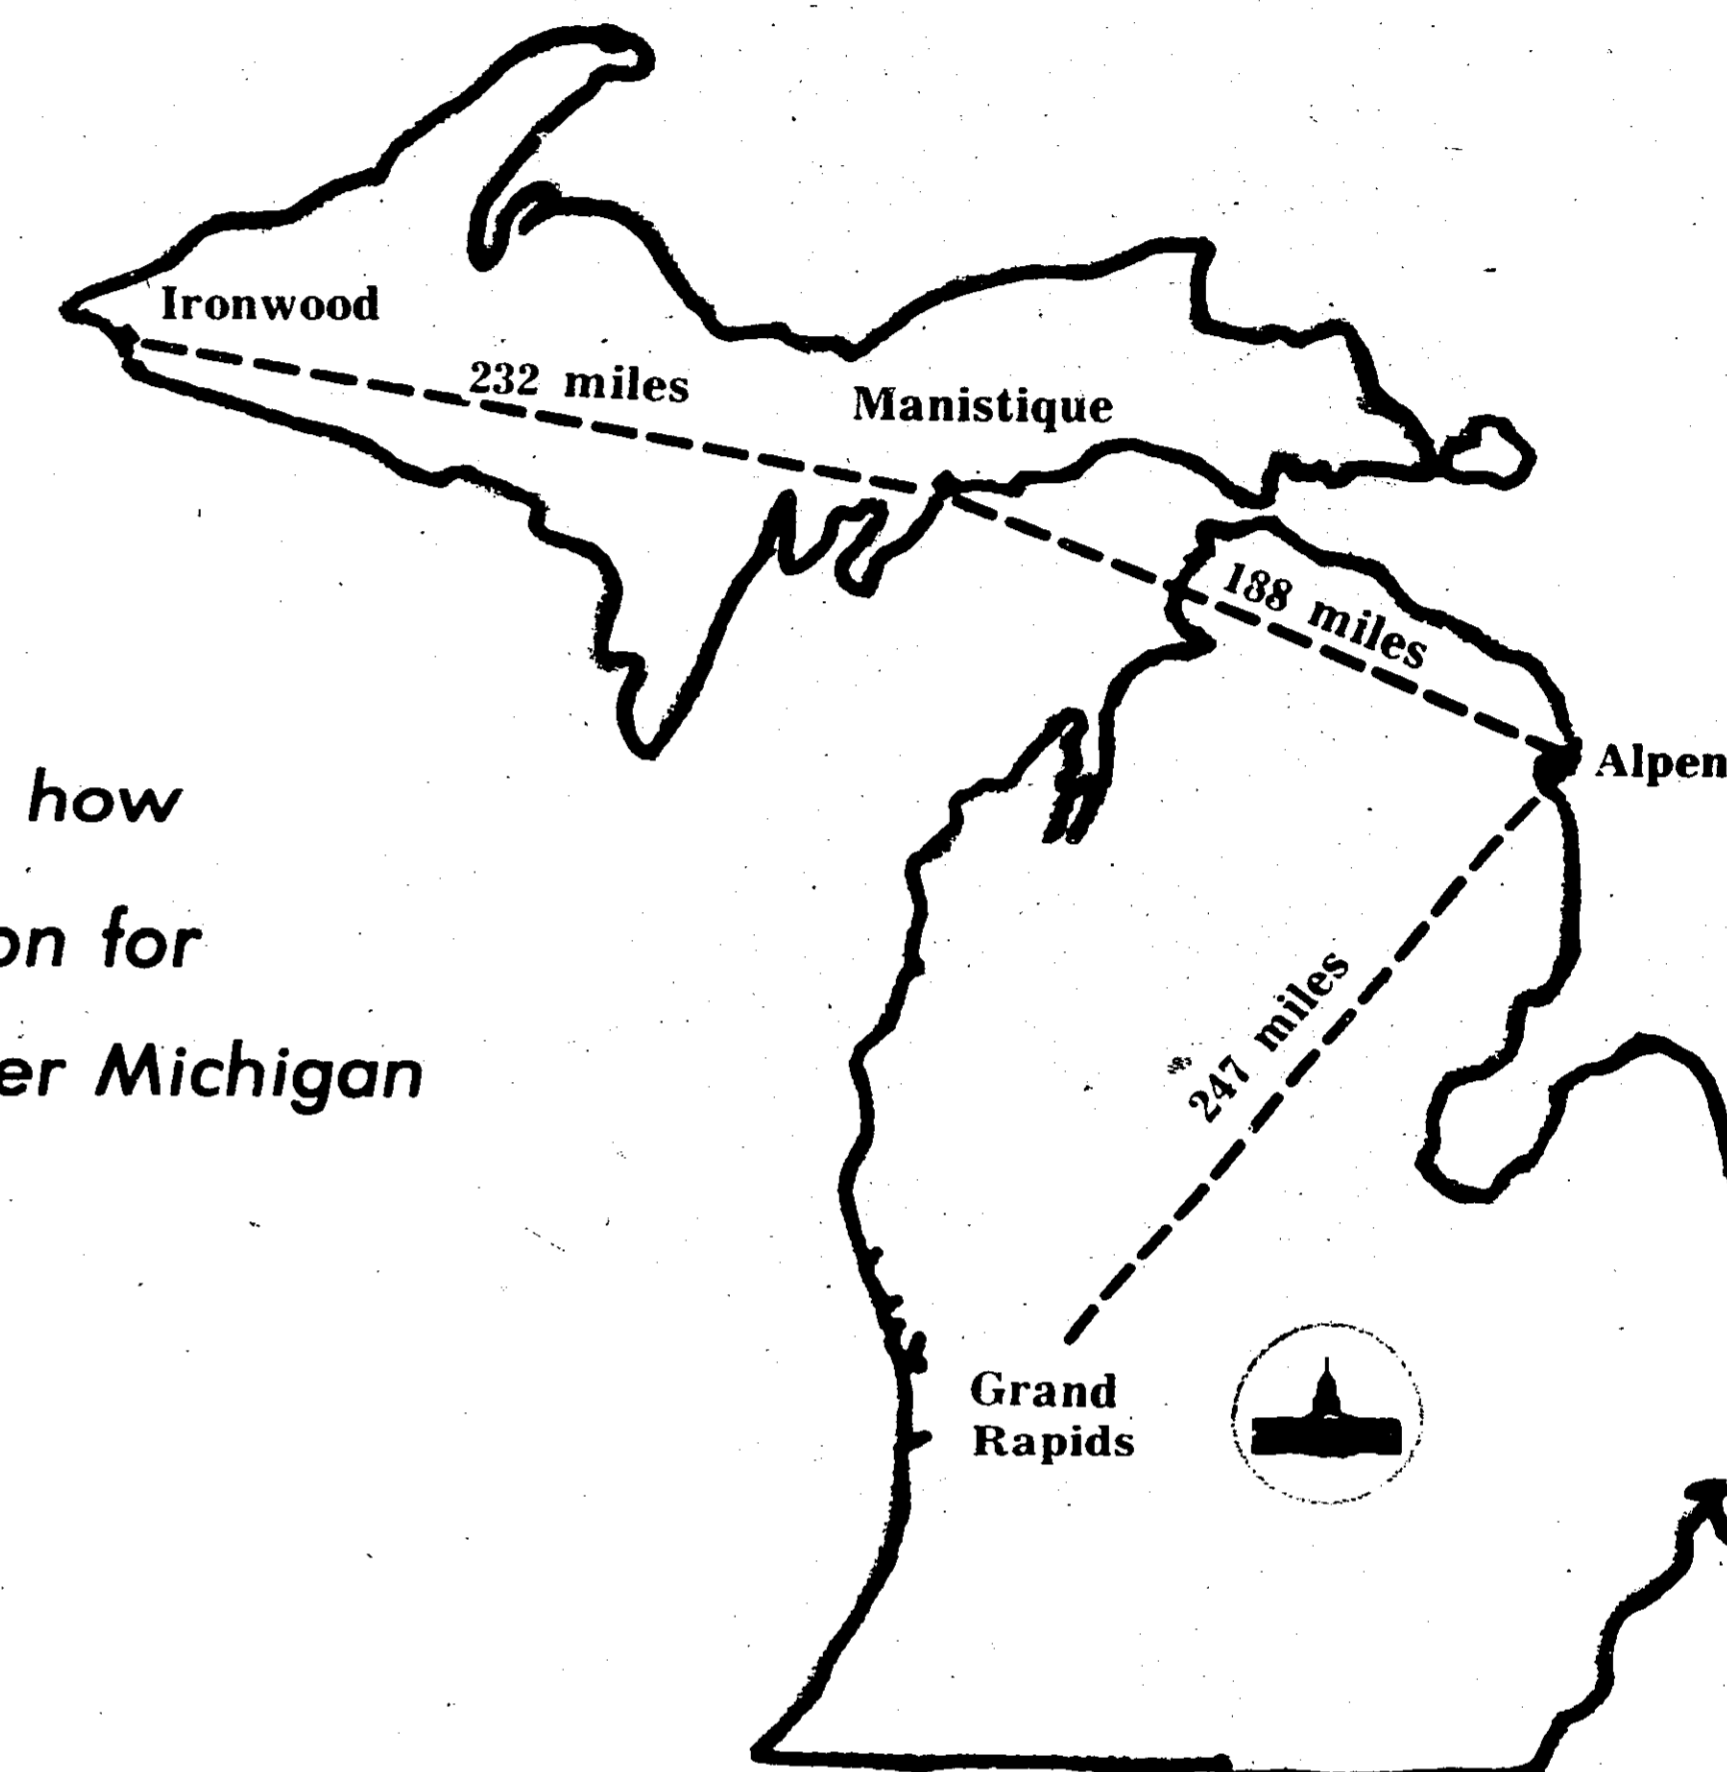 Ironwood
232 miles
Manistique
188 miles
Alpen
how
on for
er Michigan
247 miles
Grand
Rapids